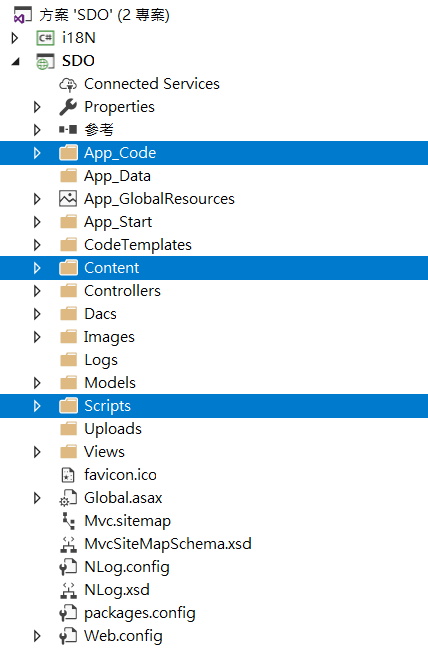 方案 'SDO' (2 專案)
i18N
SDO
Connected Services
Properties
參考
App_Code
App_Data
App_GlobalResources
App_Start
CodeTemplates
Content
Controllers
Dacs
Images
Logs
Models
Scripts
Uploads
Views
favicon.ico
Global.asax
Mvc.sitemap
MvcSiteMapSchema.xsd
NLog.config
NLog.xsd
packages.config
Web.config